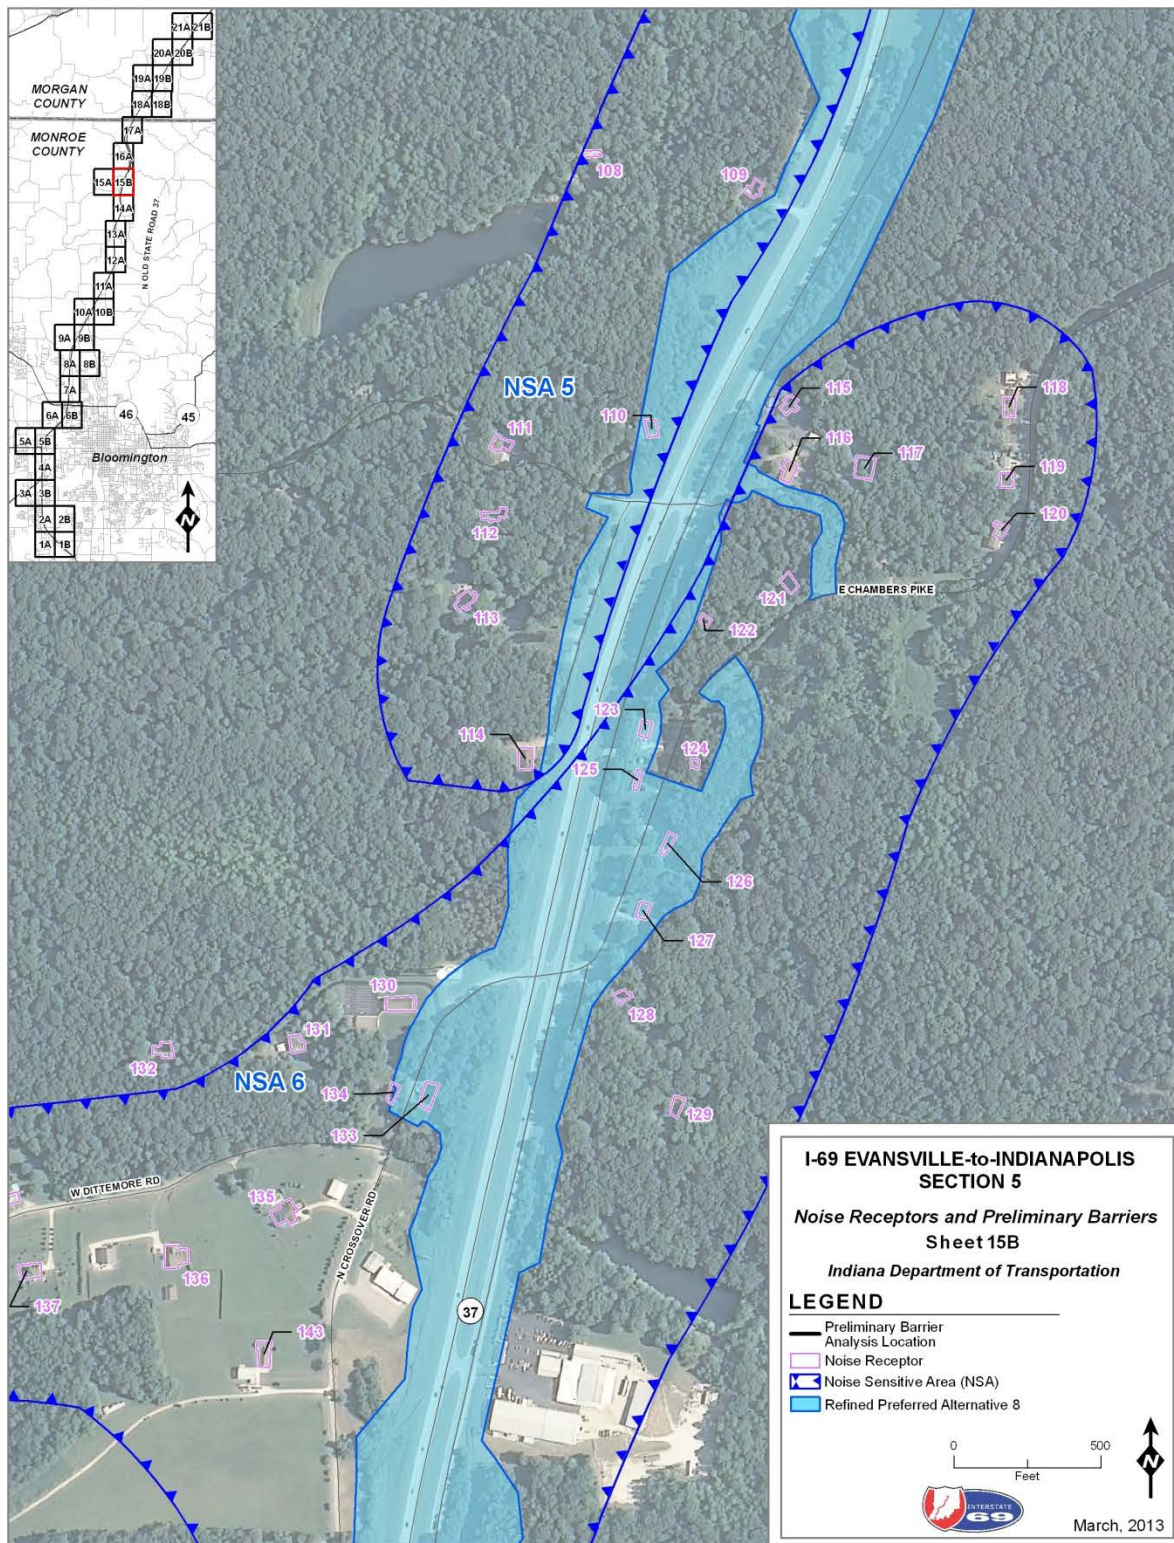 21A 21B
20A 20B
19A 19B
18A 18B
MORGAN
COUNTY
17A
MONROE
COUNTY
16A
15A 15B
14A
13A
12A
N OLD STATE ROAD 37
11A
10A 10B
9A 9B
8A 8B
7A
6A 6B
46
45
5A 5B
Bloomington
4A
3A 3B
2A 2B
1A 1B
N
108
109
NSA 5
110
111
112
113
114
115
116
117
118
119
120
121
E CHAMBERS PIKE
122
123
124
125
126
127
128
129
130
131
132
NSA 6
134
133
W DITTEMORE RD
135
N CROSSOVER RD
136
137
143
37
I-69 EVANSVILLE-to-INDIANAPOLIS
SECTION 5
Noise Receptors and Preliminary Barriers
Sheet 15B
Indiana Department of Transportation
LEGEND
Preliminary Barrier
Analysis Location
Noise Receptor
Noise Sensitive Area (NSA)
Refined Preferred Alternative 8
0 500
Feet
N
INTERSTATE
69
March, 2013